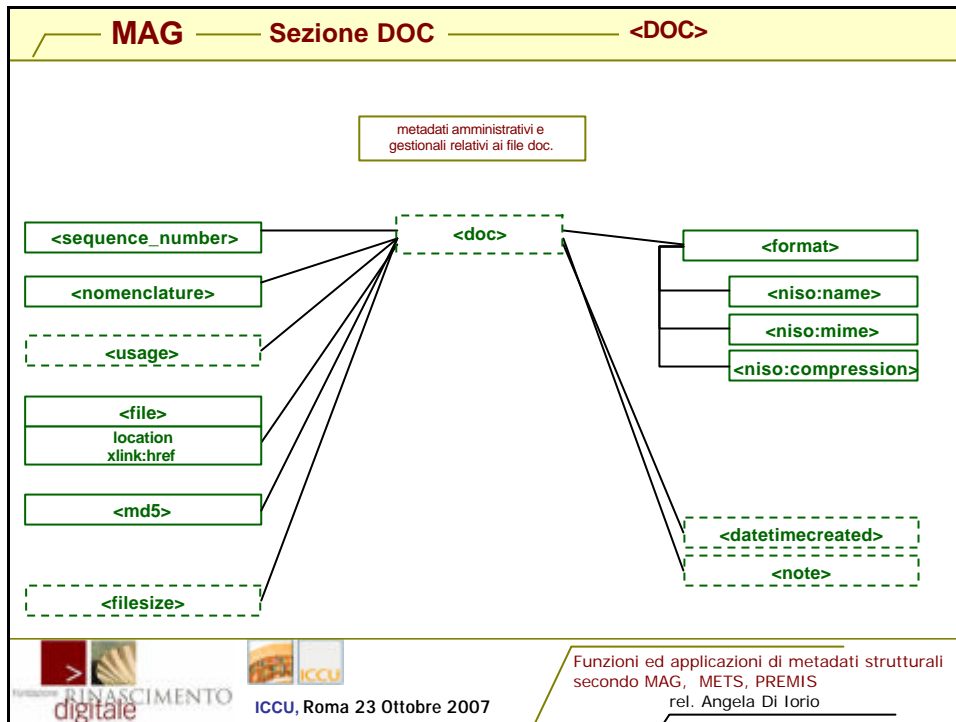 MAG Sezione DOC <DOC>
metadati amministrativi e
gestionali relativi ai file doc.
<sequence_number>
<nomenclature>
<usage>
<file>
location
xlink:href
<md5>
<filesize>
<doc>
<format>
<niso:name>
<niso:mime>
<niso:compression>
<datetimecreated>
<note>
Fondazione RINASCIMENTO
digitale
ICCU
ICCU, Roma 23 Ottobre 2007
Funzioni ed applicazioni di metadati strutturali
secondo MAG, METS, PREMIS
rel. Angela Di Iorio